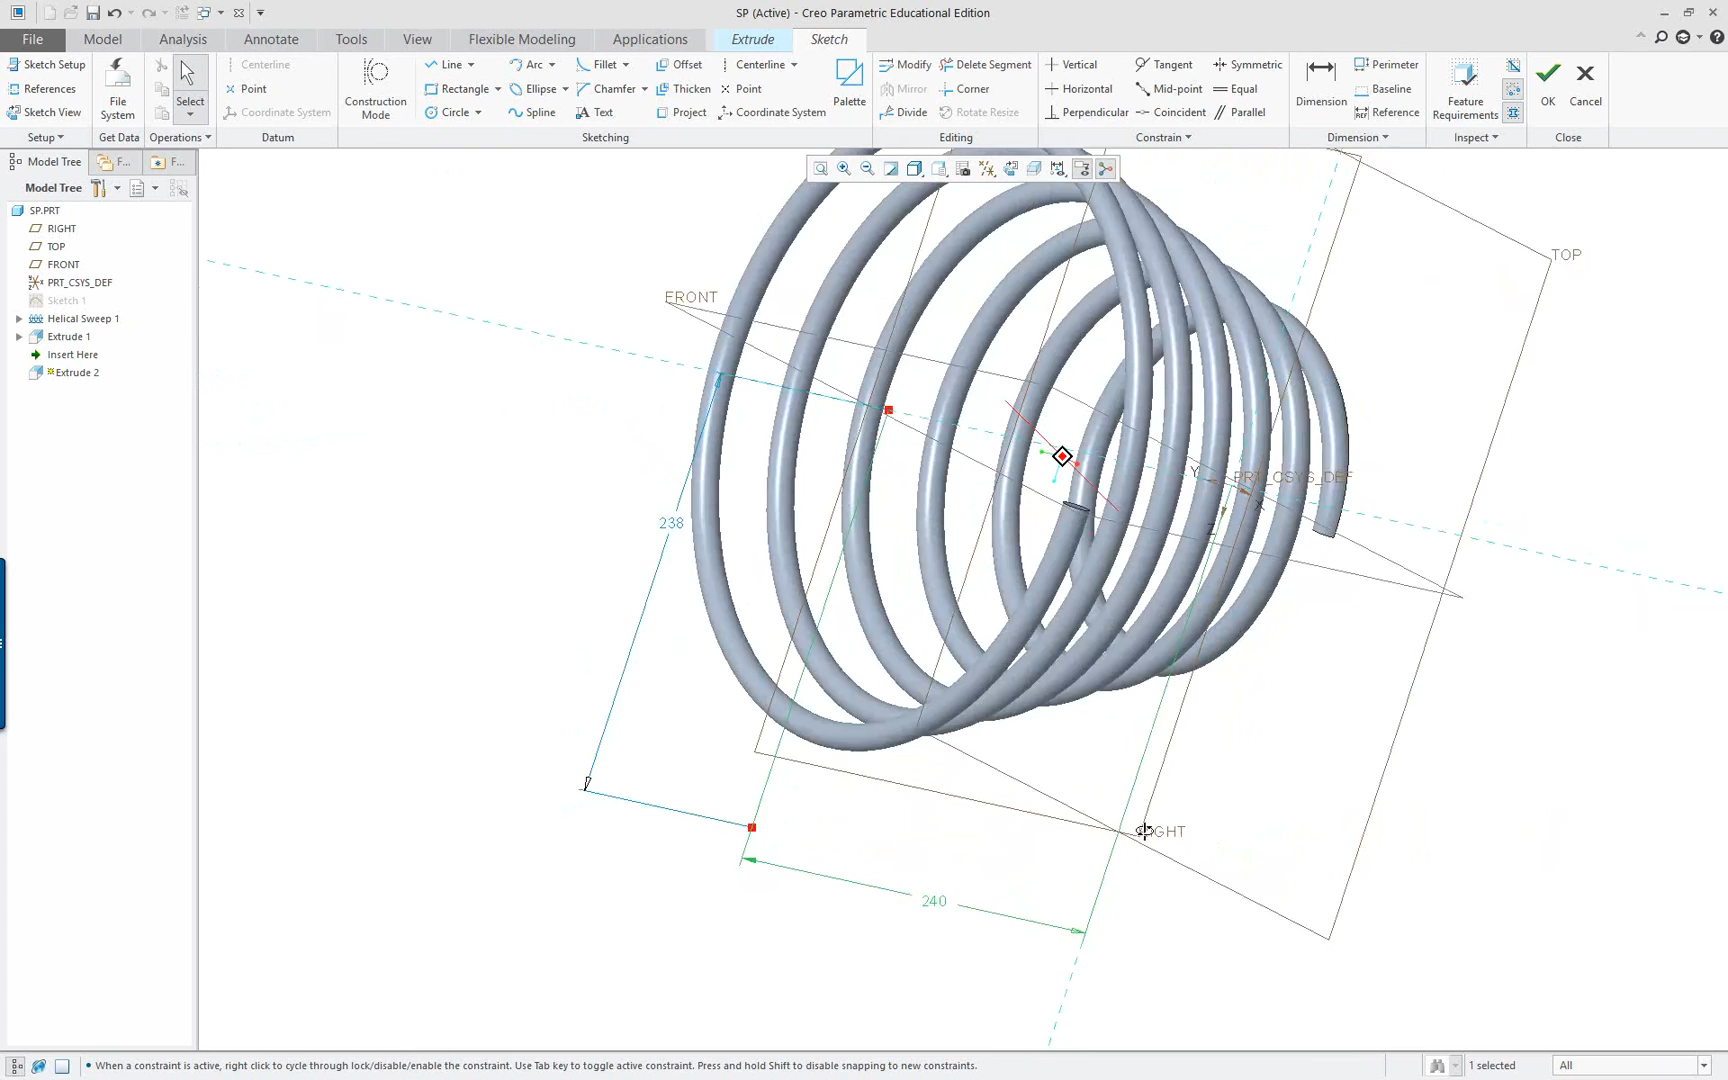 SP (Active) - Creo Parametric Educational Edition
File Model Analysis Annotate Tools View Flexible Modeling Applications Extrude Sketch
Sketch Setup
References
Sketch View
Setup
File System
Get Data
Select
Operations
Centerline
Point
Coordinate System
Datum
Construction Mode
Line Arc Fillet Offset Centerline
Rectangle Ellipse Chamfer Thicken Point
Circle Spline Text Project Coordinate System
Palette
Sketching
Modify Delete Segment
Mirror Corner
Divide Rotate Resize
Editing
Vertical Tangent Symmetric
Horizontal Mid-point Equal
Perpendicular Coincident Parallel
Constrain
Dimension
Perimeter
Baseline
Reference
Dimension
Feature Requirements
Inspect
OK Cancel
Close
Model Tree F... F...
Model Tree
SP.PRT
RIGHT
TOP
FRONT
PRT_CSYS_DEF
Sketch 1
Helical Sweep 1
Extrude 1
Insert Here
Extrude 2
TOP
FRONT
Y PRT_CSYS_DEF
X
Z
238
240
• When a constraint is active, right click to cycle through lock/disable/enable the constraint. Use Tab key to toggle active constraint. Press and hold Shift to disable snapping to new constraints.
1 selected
All